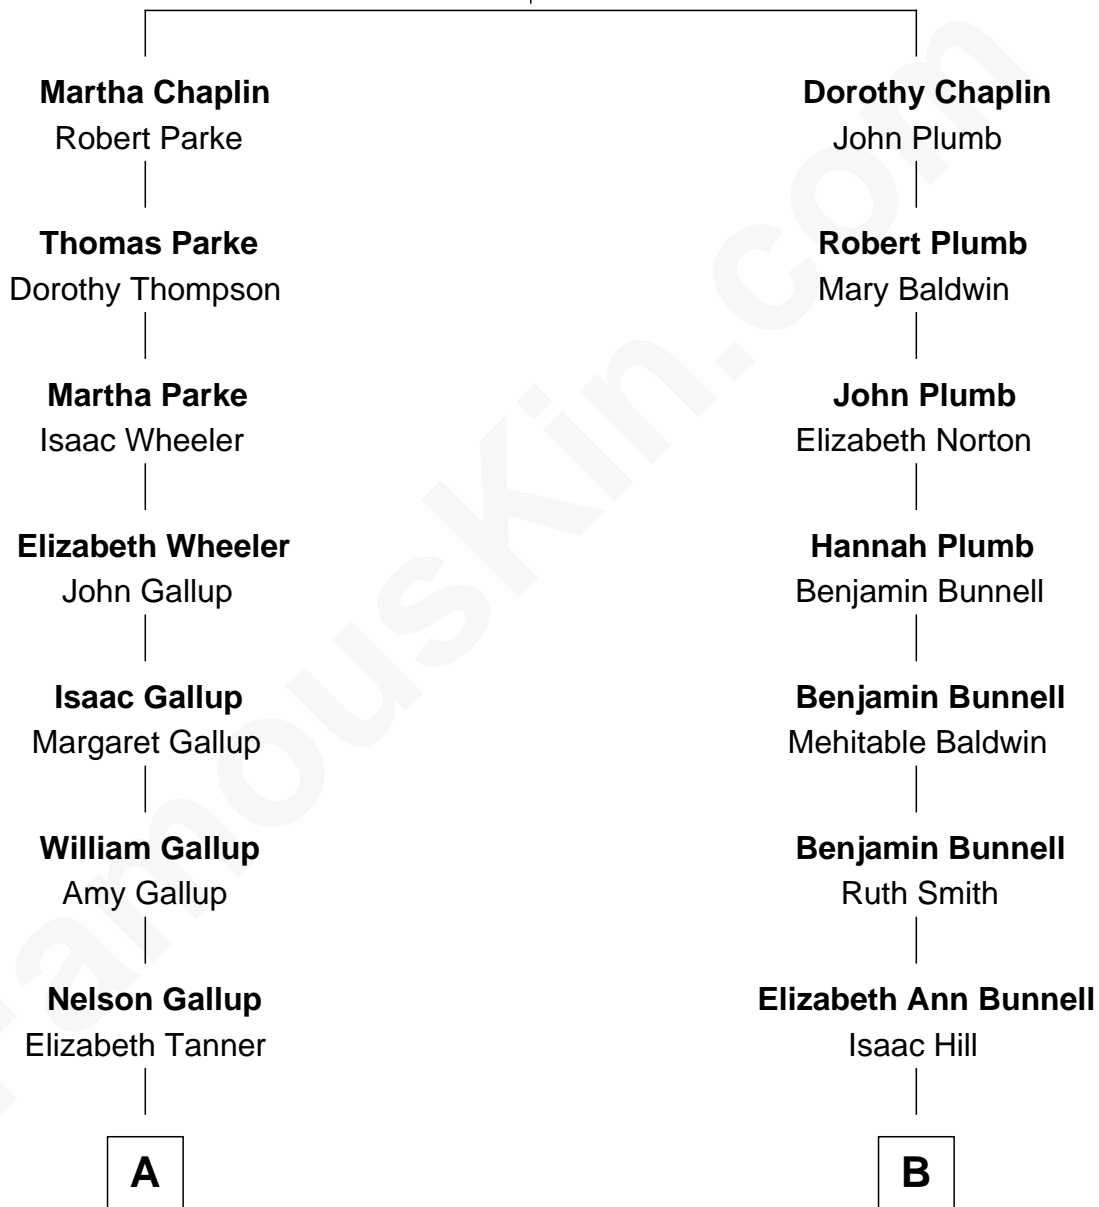 Martha Chaplin
Robert Parke
Dorothy Chaplin
John Plumb
Thomas Parke
Dorothy Thompson
Robert Plumb
Mary Baldwin
Martha Parke
Isaac Wheeler
John Plumb
Elizabeth Norton
Elizabeth Wheeler
John Gallup
Hannah Plumb
Benjamin Bunnell
Isaac Gallup
Margaret Gallup
Benjamin Bunnell
Mehitable Baldwin
William Gallup
Amy Gallup
Benjamin Bunnell
Ruth Smith
Nelson Gallup
Elizabeth Tanner
Elizabeth Ann Bunnell
Isaac Hill
A
B
FamousKin.com